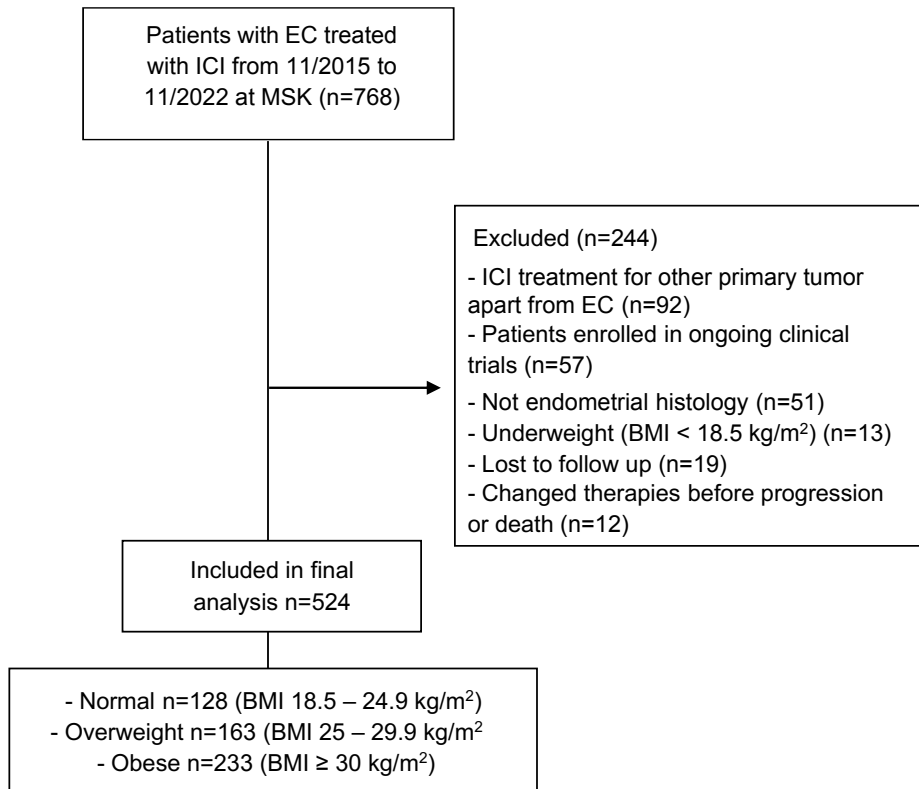 Patients with EC treated
with ICI from 11/2015 to
11/2022 at MSK (n=768)
Excluded (n=244)
- ICI treatment for other primary tumor
apart from EC (n=92)
- Patients enrolled in ongoing clinical
trials (n=57)
- Not endometrial histology (n=51)
- Underweight (BMI < 18.5 kg/m²) (n=13)
- Lost to follow up (n=19)
- Changed therapies before progression
or death (n=12)
Included in final
analysis n=524
- Normal n=128 (BMI 18.5 – 24.9 kg/m²)
- Overweight n=163 (BMI 25 – 29.9 kg/m²
- Obese n=233 (BMI ≥ 30 kg/m²)